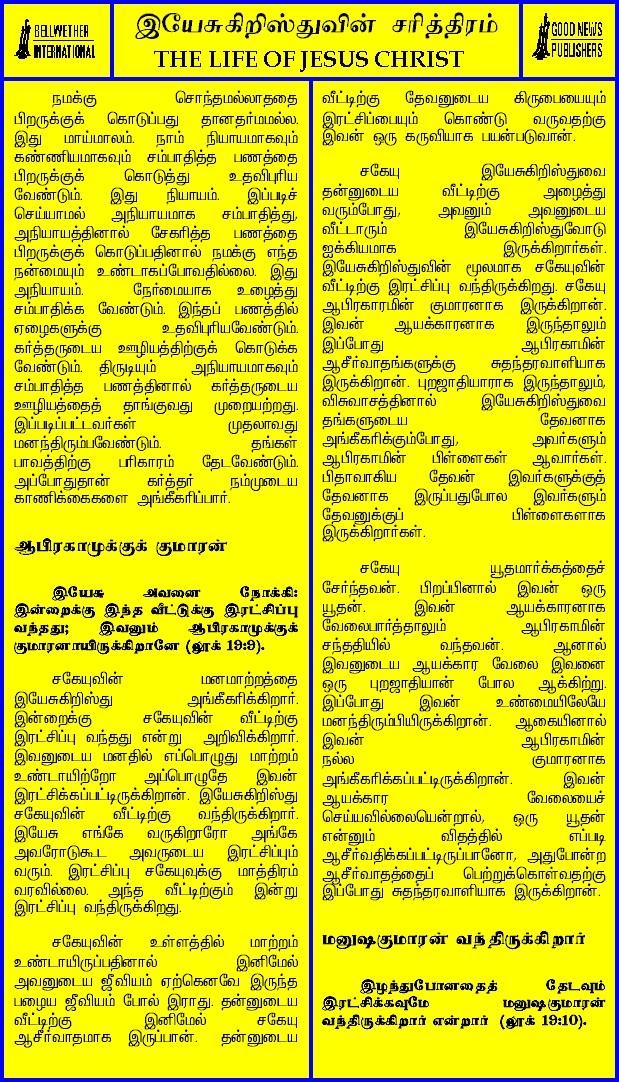 BELLWETHER
INTERNATIONAL
இயேசுகிறிஸ்துவின் சரித்திரம்
THE LIFE OF JESUS CHRIST
GOOD NEWS
PUBLISHERS
நமக்கு சொந்தமல்லாததை
பிறருக்குக் கொடுப்பது தானதர்மமல்ல.
இது மாய்மாலம். நாம் நியாயமாகவும்
கண்ணியமாகவும் சம்பாதித்த பணத்தை
பிறருக்குக் கொடுத்து உதவிபுரிய
வேண்டும். இது நியாயம். இப்படிச்
செய்யாமல் அநியாயமாக சம்பாதித்து,
அநியாயத்தினால் சேகரித்த பணத்தை
பிறருக்குக் கொடுப்பதினால் நமக்கு எந்த
நன்மையும் உண்டாகப்போவதில்லை. இது
அநியாயம். நேர்மையாக உழைத்து
சம்பாதிக்க வேண்டும். இந்தப் பணத்தில்
ஏழைகளுக்கு உதவிபுரியவேண்டும்.
கர்த்தருடைய ஊழியத்திற்குக் கொடுக்க
வேண்டும். திருடியும் அநியாயமாகவும்
சம்பாதித்த பணத்தினால் கர்த்தருடைய
ஊழியத்தைத் தாங்குவது முறையற்றது.
இப்படிப்பட்டவர்கள் முதலாவது
மனந்திரும்பவேண்டும். தங்கள்
பாவத்திற்கு பரிகாரம் தேடவேண்டும்.
அப்போதுதான் கர்த்தர் நம்முடைய
காணிக்கைகளை அங்கீகரிப்பார்.
ஆபிரகாமுக்குக் குமாரன்
இயேசு அவனை நோக்கி:
இன்றைக்கு இந்த வீட்டுக்கு இரட்சிப்பு
வந்தது; இவனும் ஆபிரகாமுக்குக்
குமாரனாயிருக்கிறானே (லூக் 19:9).
சகேயுவின் மனமாற்றத்தை
இயேசுகிறிஸ்து அங்கீகரிக்கிறார்.
இன்றைக்கு சகேயுவின் வீட்டிற்கு
இரட்சிப்பு வந்தது என்று அறிவிக்கிறார்.
இவனுடைய மனதில் எப்பொழுது மாற்றம்
உண்டாயிற்றோ அப்பொழுதே இவன்
இரட்சிக்கப்பட்டிருக்கிறான். இயேசுகிறிஸ்து
சகேயுவின் வீட்டிற்கு வந்திருக்கிறார்.
இயேசு எங்கே வருகிறாரோ அங்கே
அவரோடுகூட அவருடைய இரட்சிப்பும்
வரும். இரட்சிப்பு சகேயுவுக்கு மாத்திரம்
வரவில்லை. அந்த வீட்டிற்கும் இன்று
இரட்சிப்பு வந்திருக்கிறது.
சகேயுவின் உள்ளத்தில் மாற்றம்
உண்டாயிருப்பதினால் இனிமேல்
அவனுடைய ஜீவியம் ஏற்கெனவே இருந்த
பழைய ஜீவியம் போல் இராது. தன்னுடைய
வீட்டிற்கு இனிமேல் சகேயு
ஆசீர்வாதமாக இருப்பான். தன்னுடைய
வீட்டிற்கு தேவனுடைய கிருபையையும்
இரட்சிப்பையும் கொண்டு வருவதற்கு
இவன் ஒரு கருவியாக பயன்படுவான்.
சகேயு இயேசுகிறிஸ்துவை
தன்னுடைய வீட்டிற்கு அழைத்து
வரும்போது, அவனும் அவனுடைய
வீட்டாரும் இயேசுகிறிஸ்துவோடு
ஐக்கியமாக இருக்கிறார்கள்.
இயேசுகிறிஸ்துவின் மூலமாக சகேயுவின்
வீட்டிற்கு இரட்சிப்பு வந்திருக்கிறது. சகேயு
ஆபிரகாமின் குமாரனாக இருக்கிறான்.
இவன் ஆயக்காரனாக இருந்தாலும்
இப்போது ஆபிரகாமின்
ஆசீர்வாதங்களுக்கு சுதந்தரவாளியாக
இருக்கிறான். புறஜாதியாராக இருந்தாலும்,
விசுவாசத்தினால் இயேசுகிறிஸ்துவை
தங்களுடைய தேவனாக
அங்கீகரிக்கும்போது, அவர்களும்
ஆபிரகாமின் பிள்ளைகள் ஆவார்கள்.
பிதாவாகிய தேவன் இவர்களுக்குத்
தேவனாக இருப்பதுபோல இவர்களும்
தேவனுக்குப் பிள்ளைகளாக
இருக்கிறார்கள்.
சகேயு யூதமார்க்கத்தைச்
சேர்ந்தவன். பிறப்பினால் இவன் ஒரு
யூதன். இவன் ஆயக்காரனாக
வேலைபார்த்தாலும் ஆபிரகாமின்
சந்ததியில் வந்தவன். ஆனால்
இவனுடைய ஆயக்கார வேலை இவனை
ஒரு புறஜாதியான் போல ஆக்கிற்று.
இப்போது இவன் உண்மையிலேயே
மனந்திரும்பியிருக்கிறான். ஆகையினால்
இவன் ஆபிரகாமின்
நல்ல குமாரனாக
அங்கீகரிக்கப்பட்டிருக்கிறான். இவன்
ஆயக்கார வேலையைச்
செய்யவில்லையென்றால், ஒரு யூதன்
என்னும் விதத்தில் எப்படி
ஆசீர்வதிக்கப்பட்டிருப்பானோ, அதுபோன்ற
ஆசீர்வாதத்தைப் பெற்றுக்கொள்வதற்கு
இப்போது சுதந்தரவாளியாக இருக்கிறான்.
மனுஷகுமாரன் வந்திருக்கிறார்
இழந்துபோனதைத் தேடவும்
இரட்சிக்கவுமே மனுஷகுமாரன்
வந்திருக்கிறார் என்றார் (லூக் 19:10).